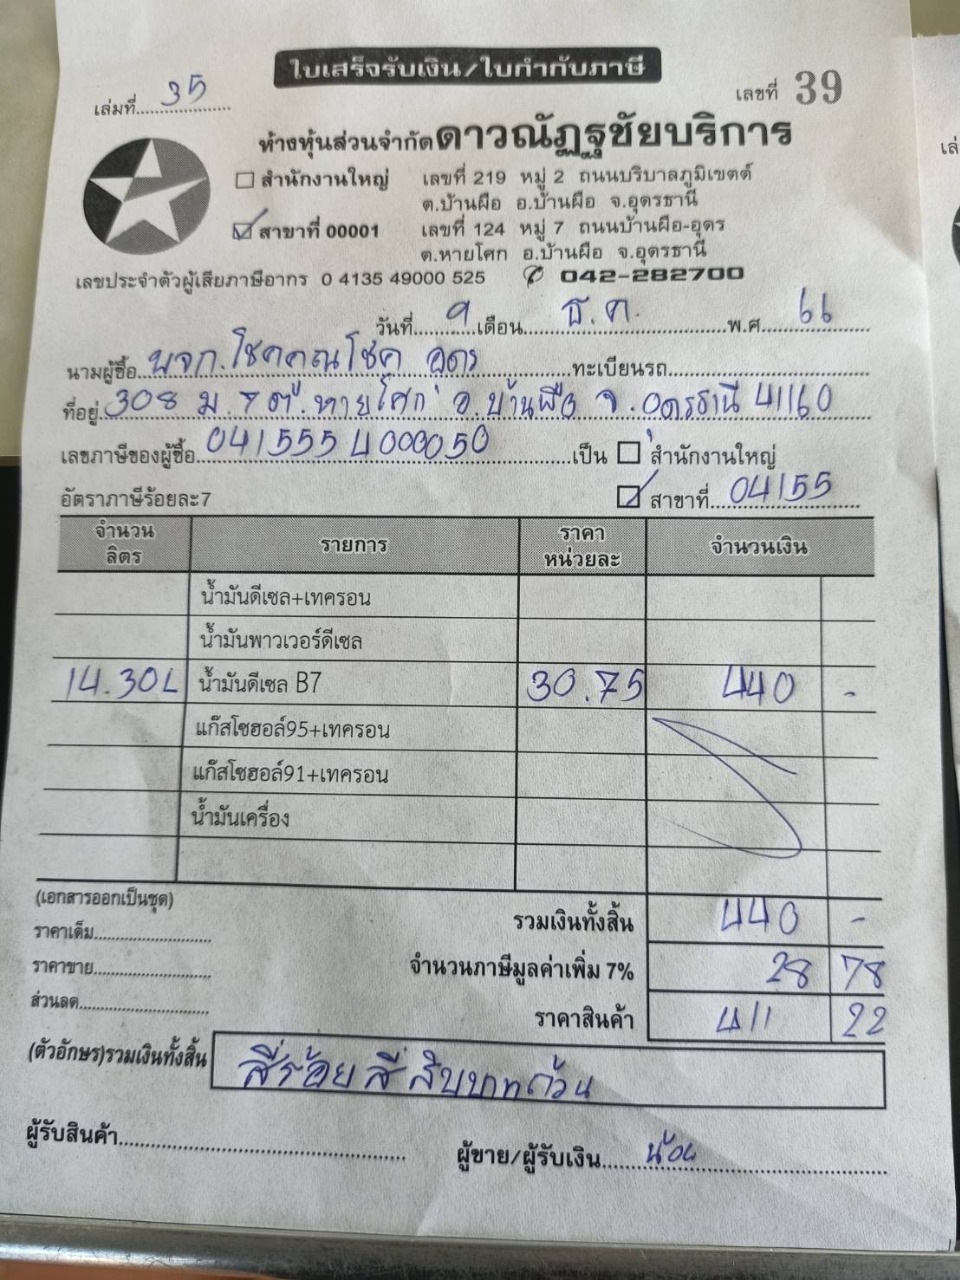 ใบเสร็จรับเงิน/ใบกำกับภาษี
เล่มที่ 35
เลขที่ 39
ห้างหุ้นส่วนจำกัดดาวณัฏฐชัยบริการ
สำนักงานใหญ่ เลขที่ 219 หมู่ 2 ถนนบริบาลภูมิเขตต์
ต.บ้านผือ อ.บ้านผือ จ.อุดรธานี
สาขาที่ 00001 เลขที่ 124 หมู่ 7 ถนนบ้านผือ-อุดร
ต.หายโศก อ.บ้านผือ จ.อุดรธานี
เลขประจำตัวผู้เสียภาษีอากร 0 4135 49000 525 ✆ 042-282700
วันที่ 9 เดือน ธ.ค. พ.ศ. 66
นามผู้ซื้อ หจก.โชคคณโชค อุดร ทะเบียนรถ
ที่อยู่ 308 ม.7 ต.หายโศก อ.บ้านผือ จ.อุดรธานี 41160
เลขภาษีของผู้ซื้อ 0415554000050 เป็น สำนักงานใหญ่
อัตราภาษีร้อยละ7 สาขาที่ 04155
จำนวนลิตร รายการ ราคาหน่วยละ จำนวนเงิน
น้ำมันดีเซล+เทครอน
น้ำมันพาวเวอร์ดีเซล
14.30L น้ำมันดีเซล B7 30.75 440 -
แก๊สโซฮอล์95+เทครอน
แก๊สโซฮอล์91+เทครอน
น้ำมันเครื่อง
(เอกสารออกเป็นชุด)
รวมเงินทั้งสิ้น 440 -
ราคาเต็ม
จำนวนภาษีมูลค่าเพิ่ม 7% 28 78
ราคาขาย
ราคาสินค้า 411 22
ส่วนลด
(ตัวอักษร)รวมเงินทั้งสิ้น สี่ร้อยสี่สิบบาทถ้วน
ผู้รับสินค้า
ผู้ขาย/ผู้รับเงิน น้อย